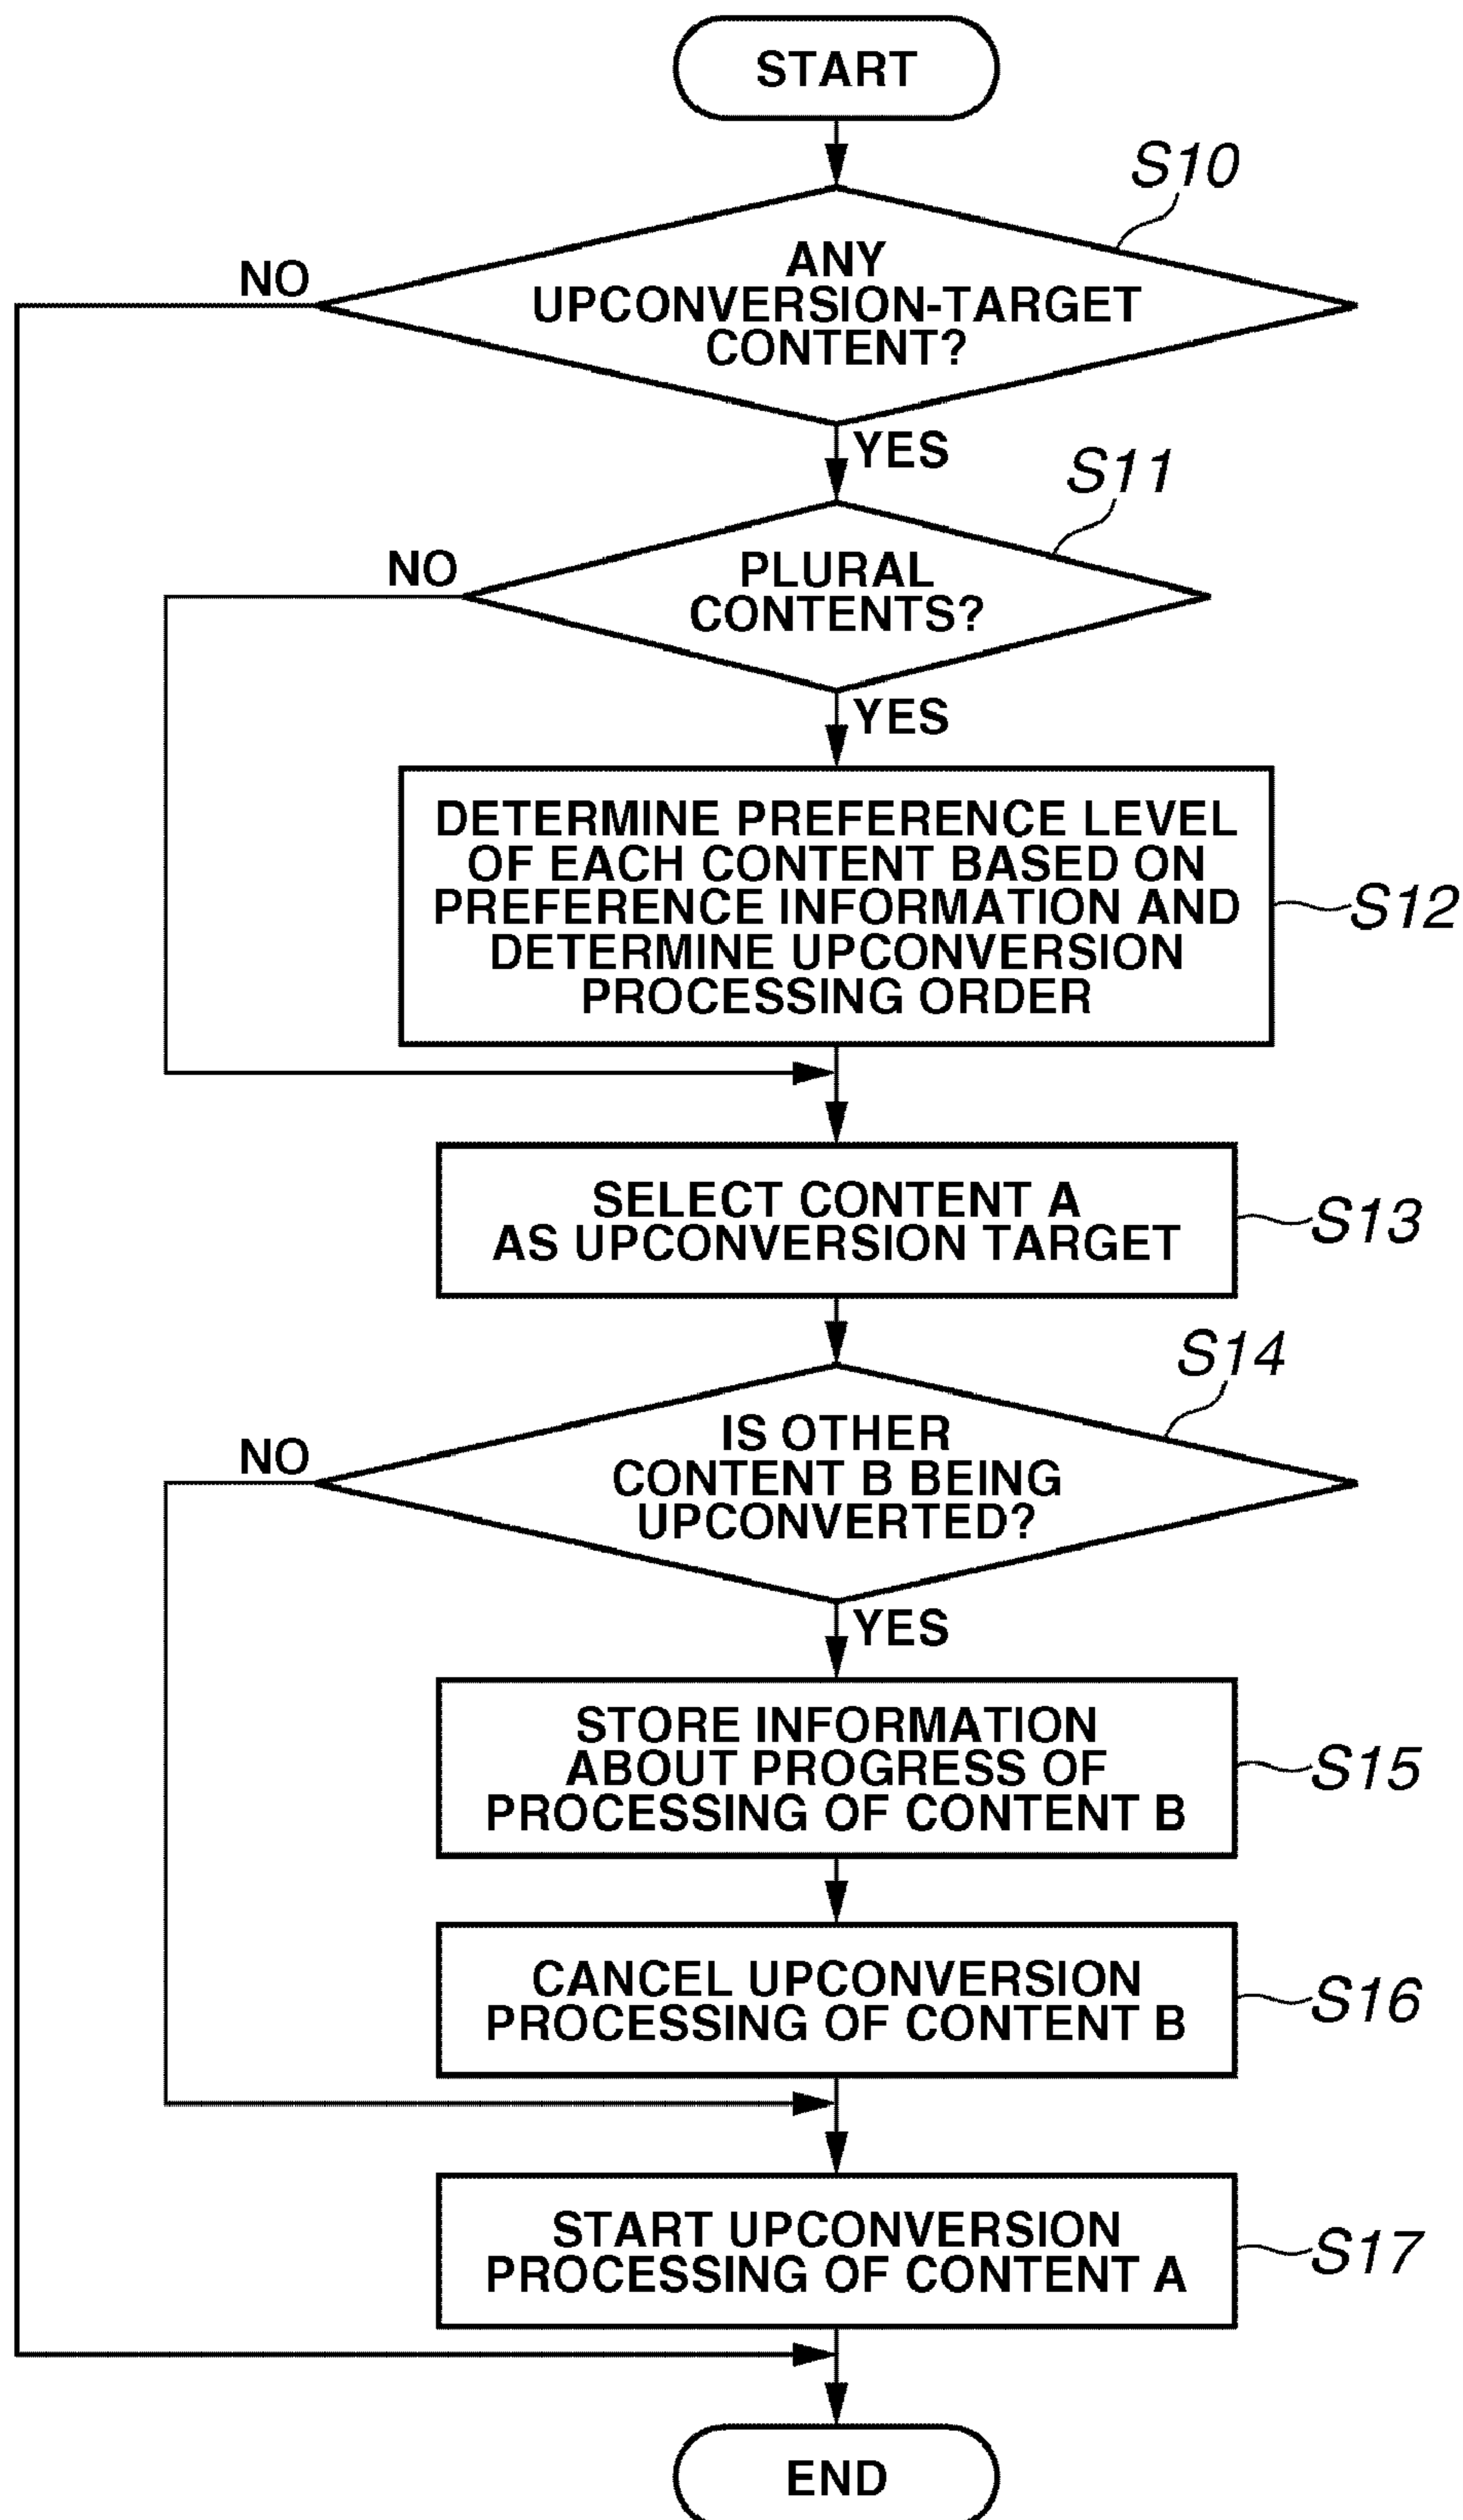 START
S10
ANY
UPCONVERSION-TARGET
CONTENT?
NO
YES
S11
PLURAL
CONTENTS?
NO
YES
DETERMINE PREFERENCE LEVEL
OF EACH CONTENT BASED ON
PREFERENCE INFORMATION AND
DETERMINE UPCONVERSION
PROCESSING ORDER
S12
SELECT CONTENT A
AS UPCONVERSION TARGET
S13
S14
IS OTHER
CONTENT B BEING
UPCONVERTED?
NO
YES
STORE INFORMATION
ABOUT PROGRESS OF
PROCESSING OF CONTENT B
S15
CANCEL UPCONVERSION
PROCESSING OF CONTENT B
S16
START UPCONVERSION
PROCESSING OF CONTENT A
S17
END